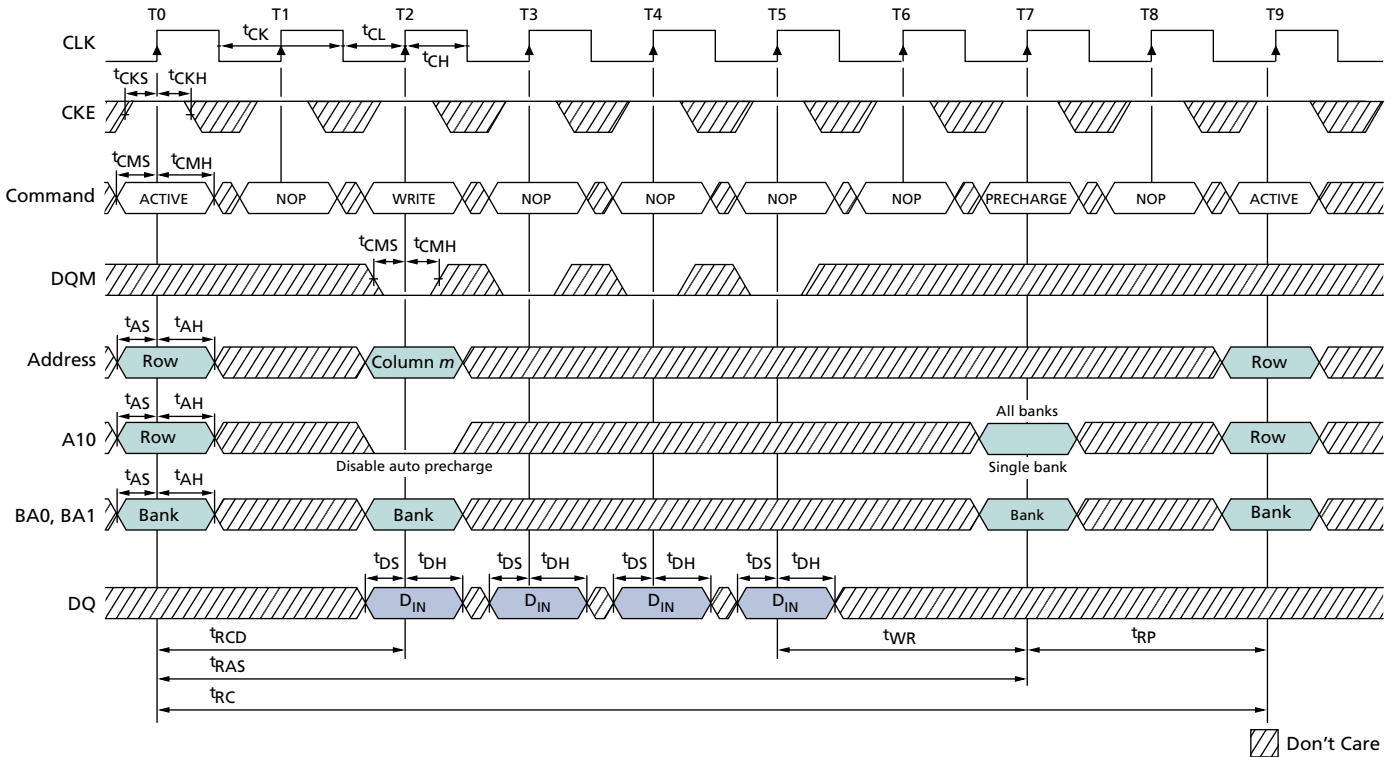 T0 T1 T2 T3 T4 T5 T6 T7 T8 T9
CLK tCK tCL tCH
tCKS tCKH
CKE
tCMS tCMH
Command ACTIVE NOP WRITE NOP NOP NOP NOP PRECHARGE NOP ACTIVE
tCMS tCMH
DQM
tAS tAH
Address Row Column m Row
tAS tAH All banks
A10 Row Row
Disable auto precharge Single bank
tAS tAH
BA0, BA1 Bank Bank Bank Bank
tDS tDH tDS tDH tDS tDH tDS tDH
DQ DIN DIN DIN DIN
tRCD tWR tRP
tRAS
tRC
Don't Care